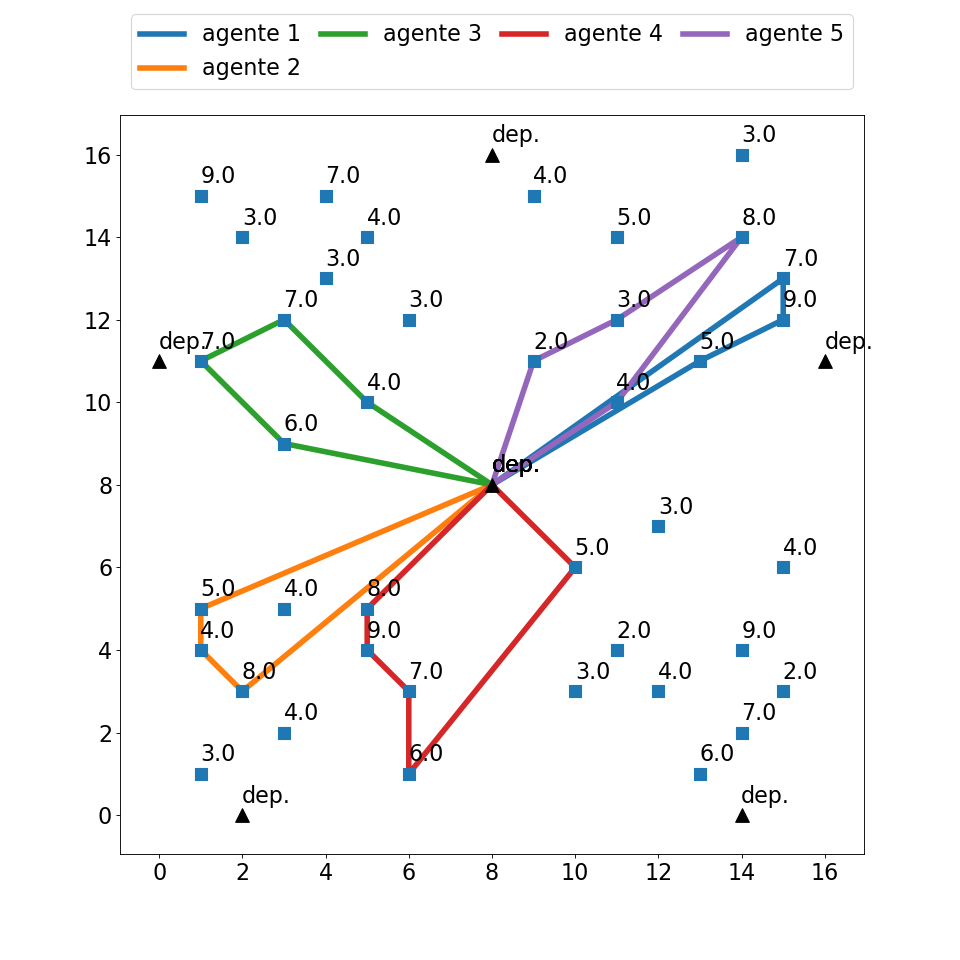 agente 1 agente 3 agente 4 agente 5
agente 2
dep. 3.0
9.0 7.0 4.0
3.0 4.0 5.0 8.0
3.0 7.0
7.0 3.0 3.0 9.0
dep. 7.0 2.0 5.0 dep.
4.0 4.0
6.0
dep.
3.0
5.0 4.0
5.0 4.0 8.0
4.0 9.0 2.0 9.0
8.0 7.0 3.0 4.0 2.0
4.0 7.0
3.0 6.0 6.0
dep. dep.
16
14
12
10
8
6
4
2
0
0 2 4 6 8 10 12 14 16